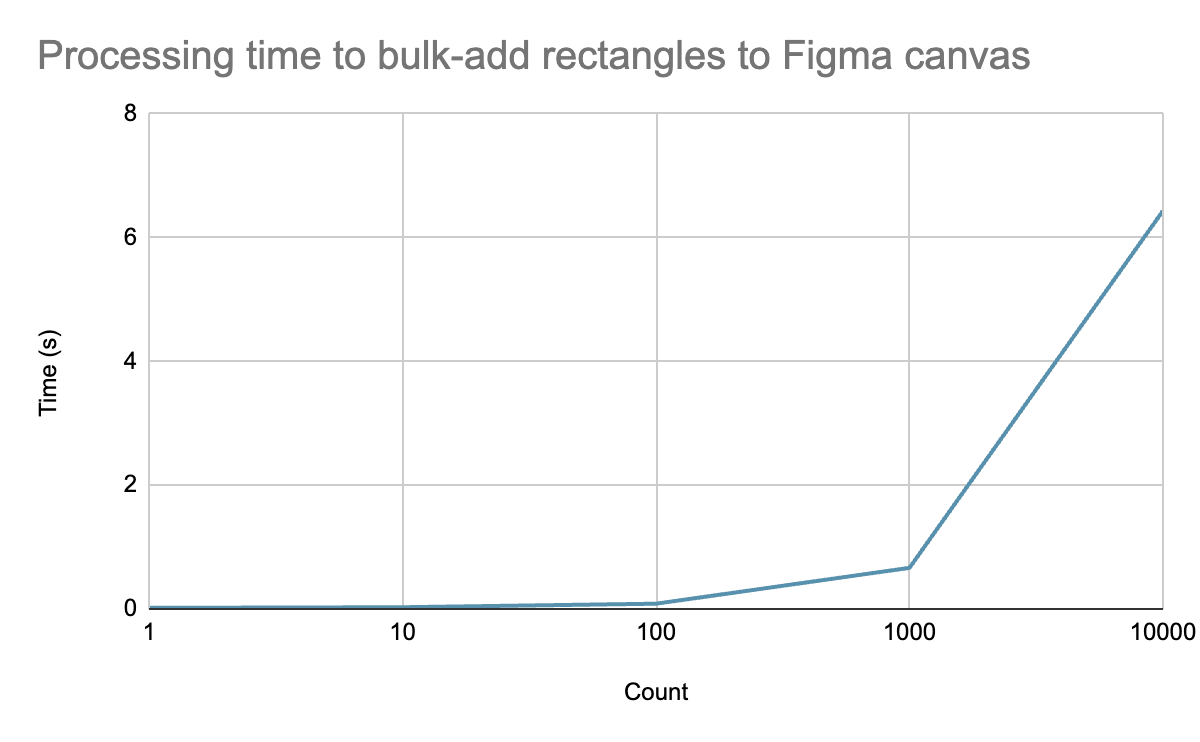 Processing time to bulk-add rectangles to Figma canvas
8
6
4
2
0
Time (s)
1 10 100 1000 10000
Count